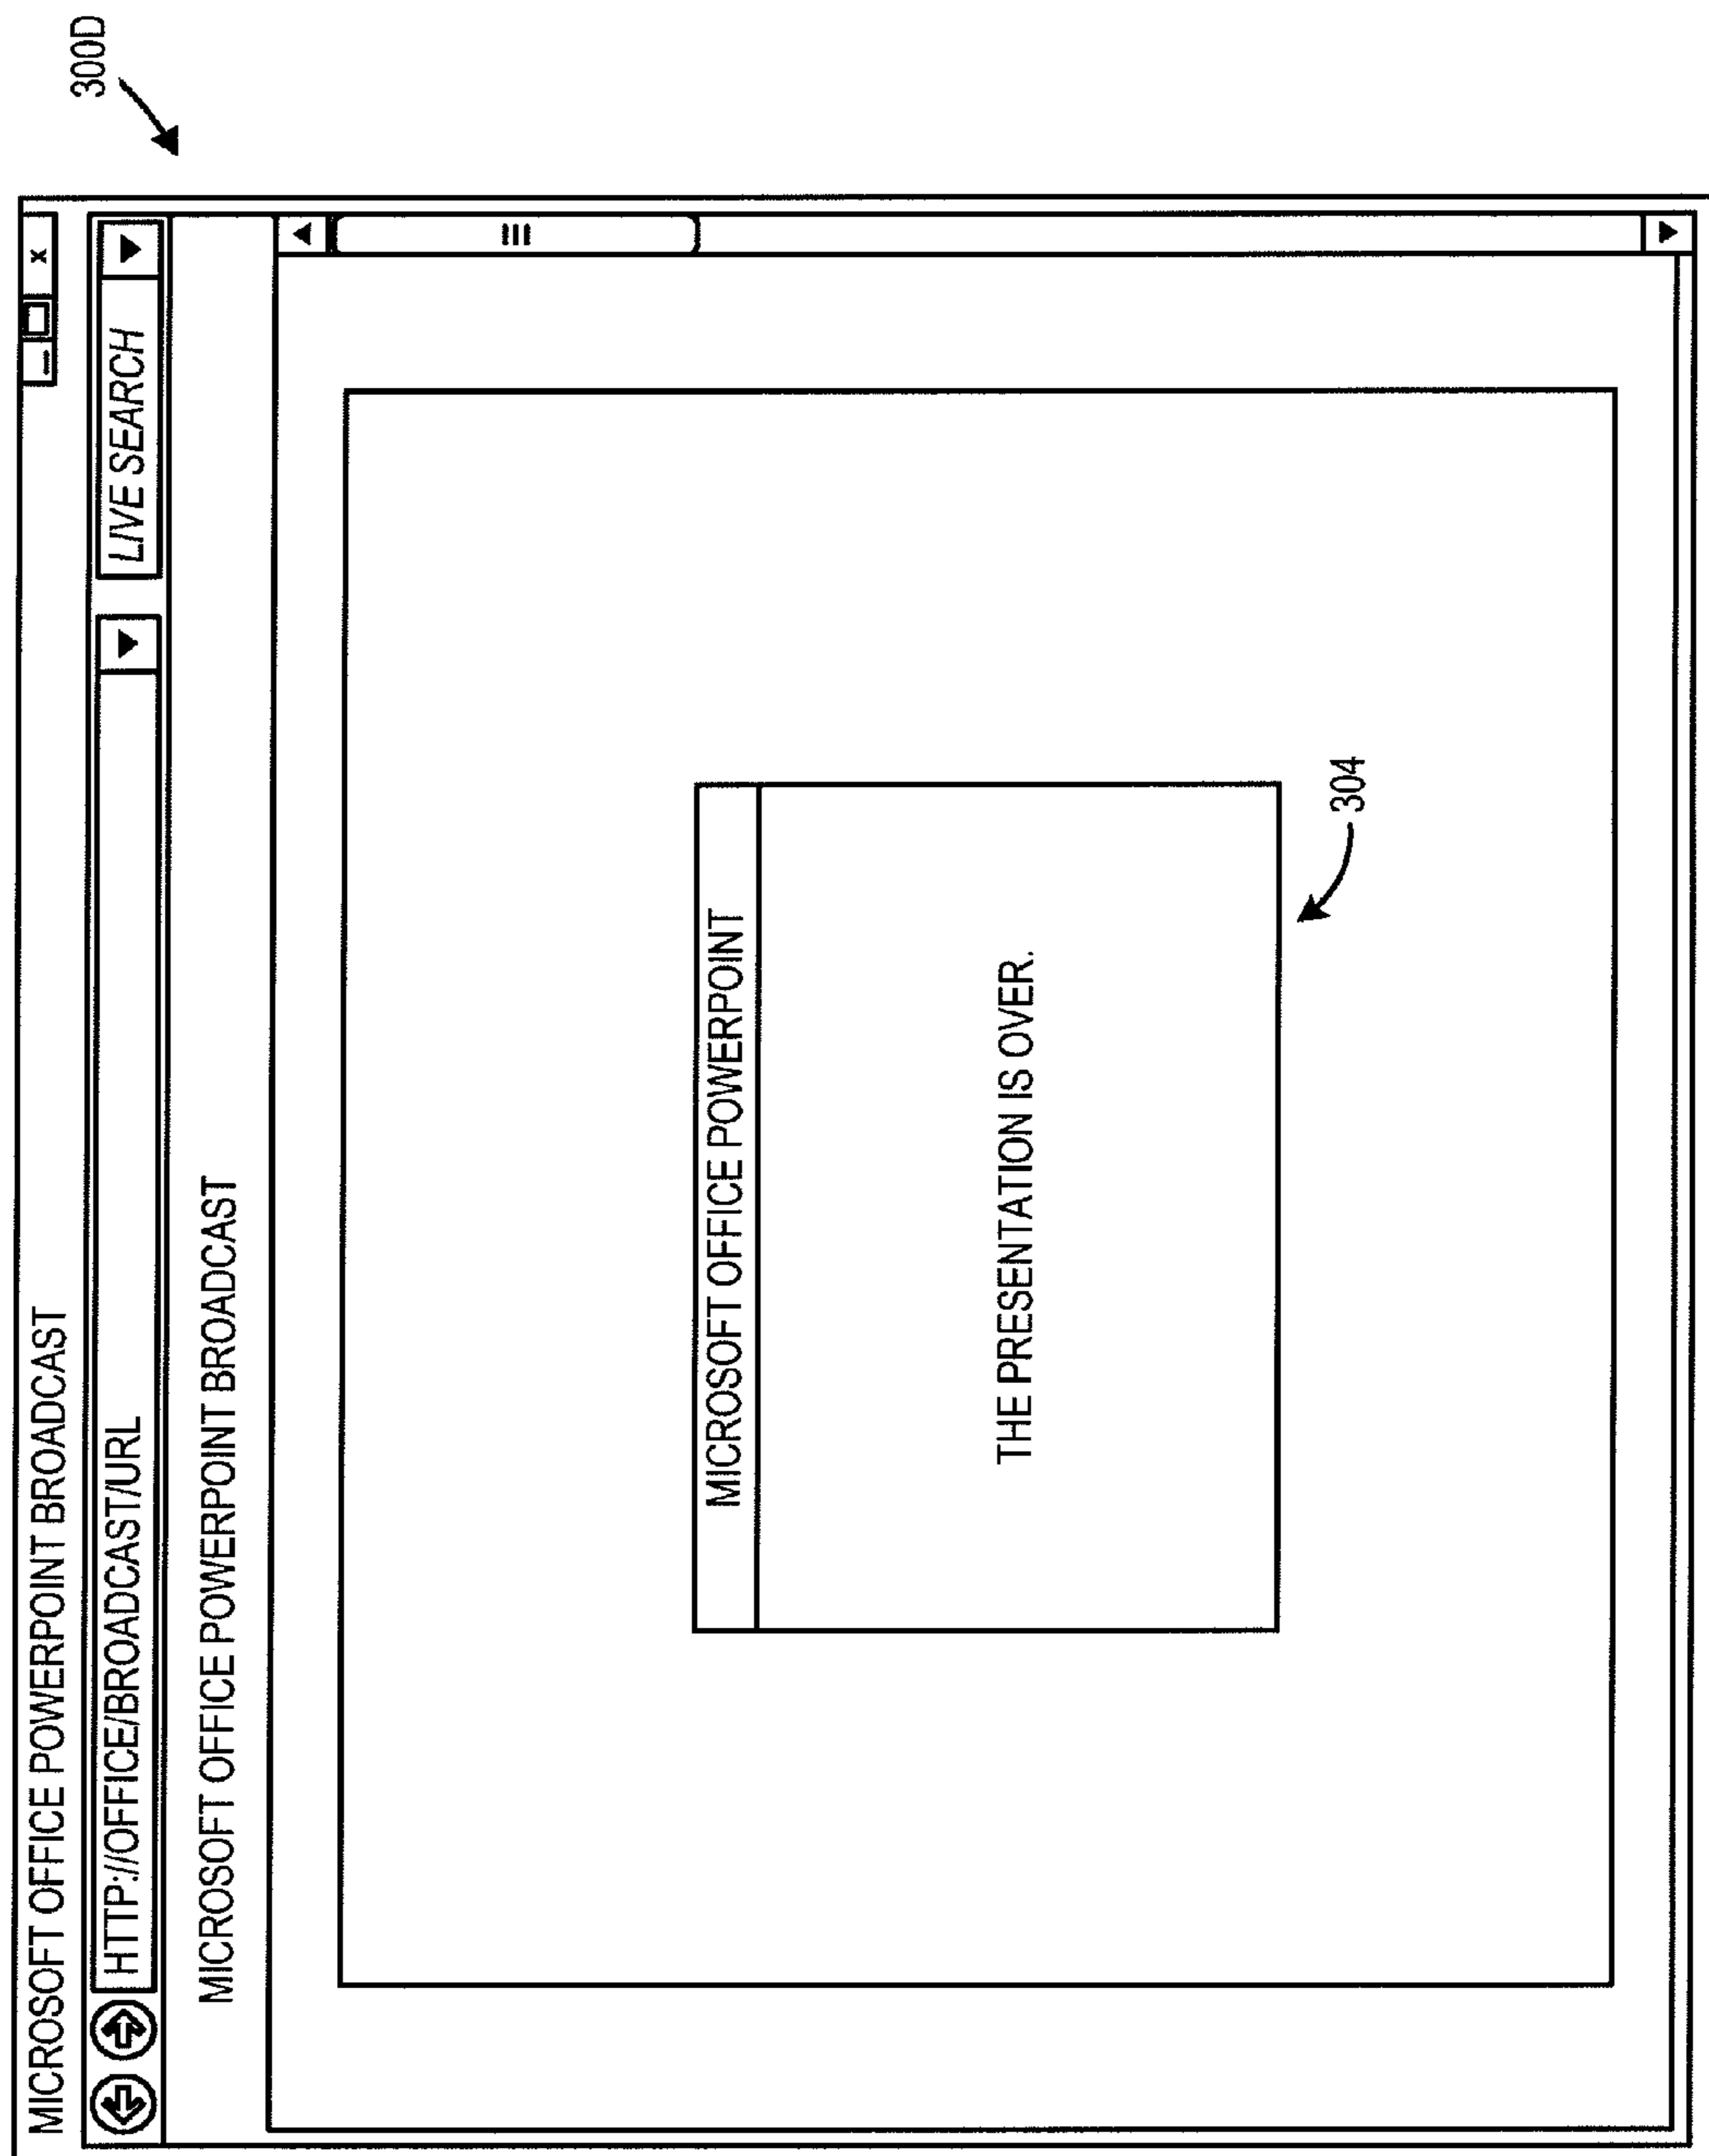 300D
MICROSOFT OFFICE POWERPOINT BROADCAST
x
HTTP://OFFICE/BROADCAST/URL
LIVE SEARCH
MICROSOFT OFFICE POWERPOINT BROADCAST
MICROSOFT OFFICE POWERPOINT
THE PRESENTATION IS OVER.
304